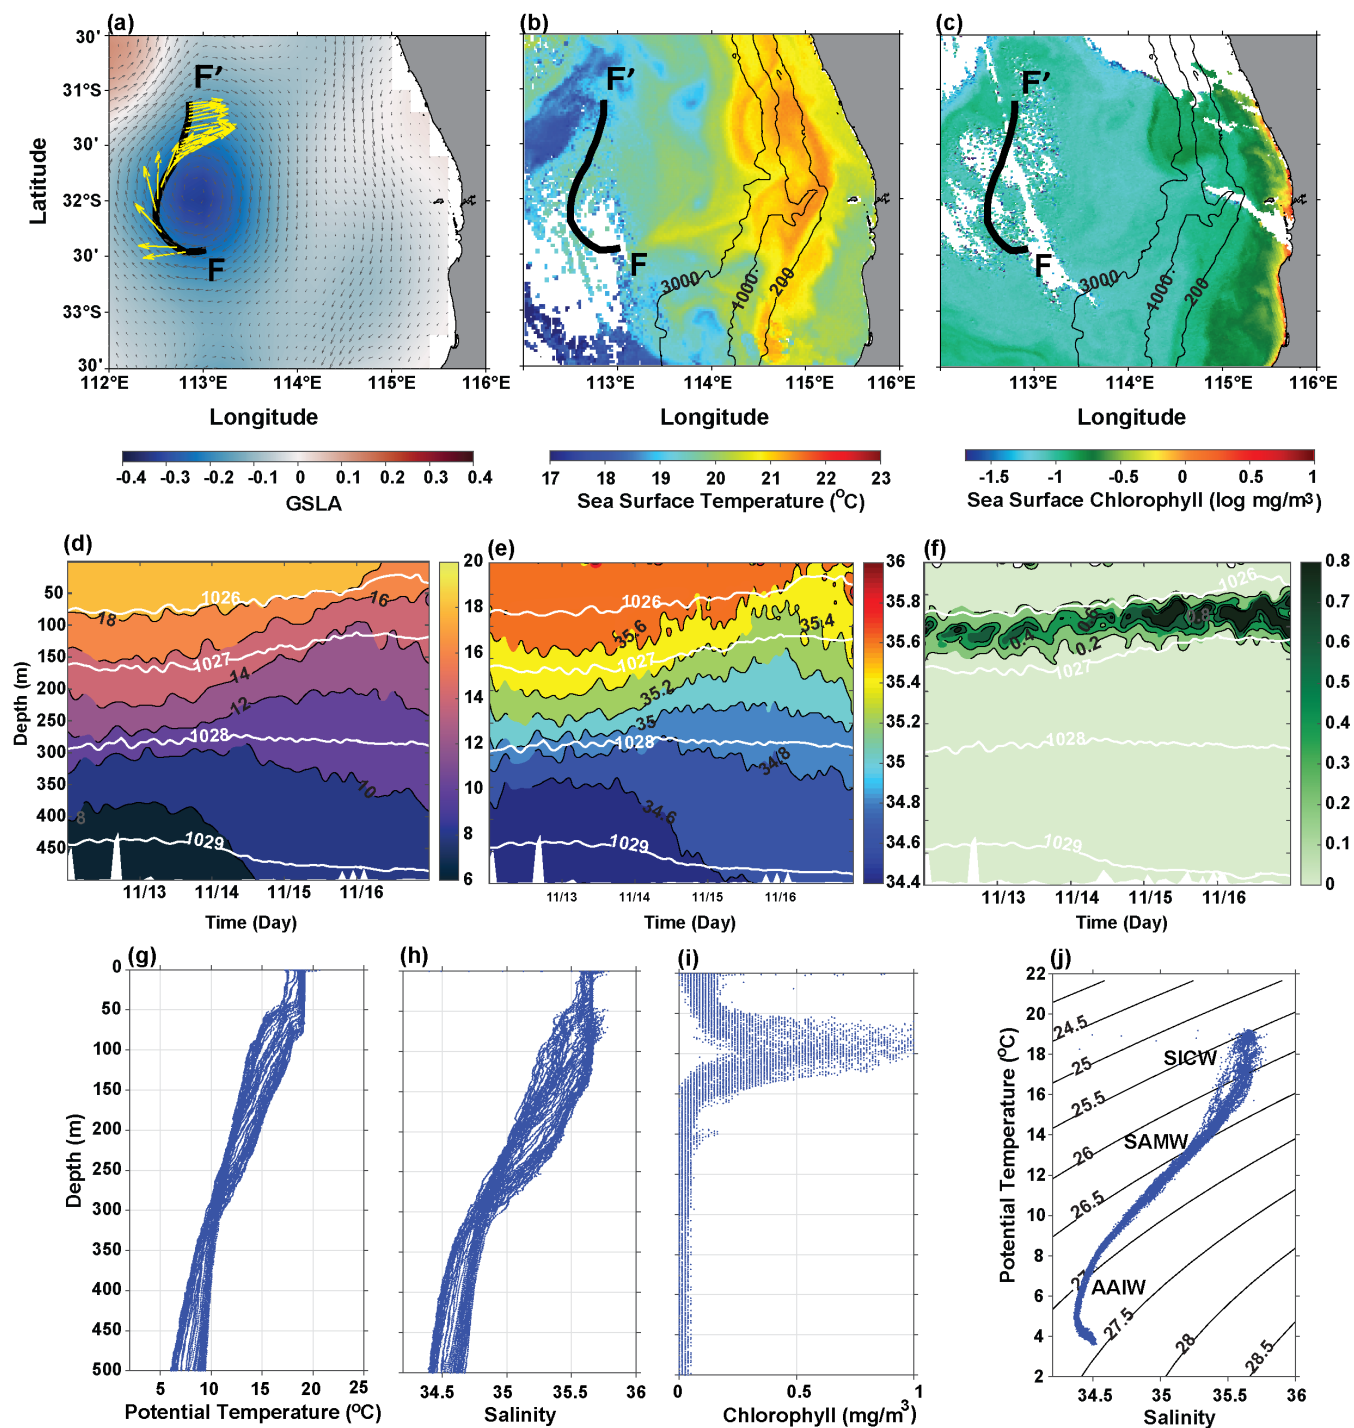 (a)
(b)
(c)
30'
31°S
30'
32°S
30'
33°S
30'
Latitude
F'
F
F'
F
F'
F
3000
4000
200
3000
4000
200
112°E
113°E
114°E
115°E
116°E
112°E
113°E
114°E
115°E
116°E
113°E
114°E
115°E
116°E
Longitude
Longitude
Longitude
-0.4 -0.3 -0.2 -0.1 0 0.1 0.2 0.3 0.4
GSLA
17 18 19 20 21 22 23
Sea Surface Temperature (°C)
-1.5 -1 -0.5 0 0.5 1
Sea Surface Chlorophyll (log mg/m³)
(d)
(e)
(f)
50
100
150
200
250
300
350
400
450
Depth (m)
1026
18
16
1027
14
12
1028
10
8
1029
20
18
16
14
12
10
8
6
11/13 11/14 11/15 11/16
Time (Day)
1026
35.6
35.4
1027
35.2
35
1028
34.8
34.6
1029
36
35.8
35.6
35.4
35.2
35
34.8
34.6
34.4
11/13 11/14 11/15 11/16
Time (Day)
1026
0.4
0.2
1027
1028
1029
0.8
0.7
0.6
0.5
0.4
0.3
0.2
0.1
0
11/13 11/14 11/15 11/16
Time (Day)
(g)
(h)
(i)
(j)
0
50
100
150
200
250
300
350
400
450
500
Depth (m)
5 10 15 20 25
Potential Temperature (°C)
34.5 35 35.5 36
Salinity
0 0.5 1
Chlorophyll (mg/m³)
22
20
18
16
14
12
10
8
6
4
2
Potential Temperature (°C)
24.5
25
25.5
26
26.5
27
27.5
28
28.5
SICW
SAMW
AAIW
34.5 35 35.5 36
Salinity